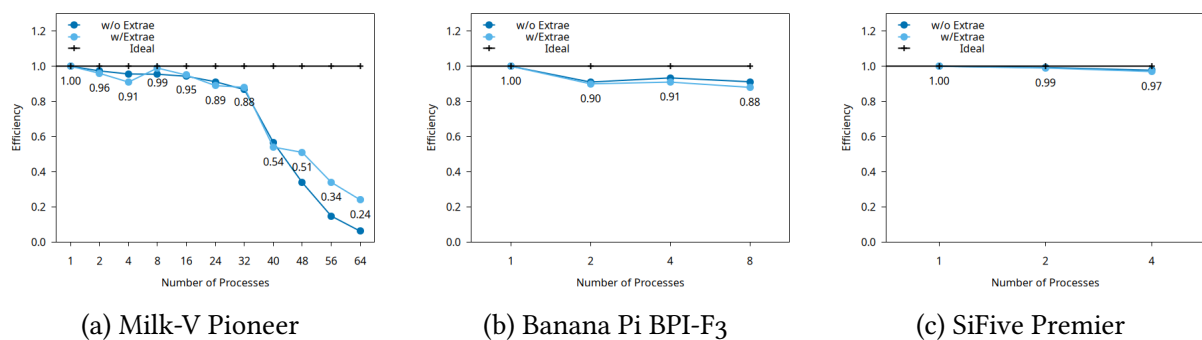 w/o Extrae
w/Extrae
Ideal
1.2
1.0
0.8
0.6
0.4
0.2
0.0
Efficiency
1.00
0.96
0.91
0.99
0.95
0.89
0.88
0.54
0.51
0.34
0.24
1 2 4 8 16 24 32 40 48 56 64
Number of Processes
(a) Milk-V Pioneer
w/o Extrae
w/Extrae
Ideal
1.2
1.0
0.8
0.6
0.4
0.2
0.0
Efficiency
1.00
0.90
0.91
0.88
1 2 4 8
Number of Processes
(b) Banana Pi BPI-F3
w/o Extrae
w/Extrae
Ideal
1.2
1.0
0.8
0.6
0.4
0.2
0.0
Efficiency
1.00
0.99
0.97
1 2 4
Number of Processes
(c) SiFive Premier